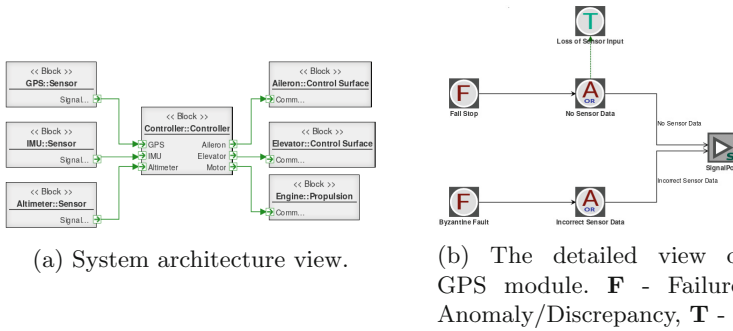 << Block >>
GPS::Sensor
Signal...
<< Block >>
IMU::Sensor
Signal...
<< Block >>
Altimeter::Sensor
Signal...
<< Block >>
Controller::Controller
GPS Aileron
IMU Elevator
Altimeter Motor
<< Block >>
Aileron::Control Surface
Comm...
<< Block >>
Elevator::Control Surface
Comm...
<< Block >>
Engine::Propulsion
Comm...
(a) System architecture view.
T
Loss of Sensor Input
F
Fail Stop
A
OR
No Sensor Data
No Sensor Data
S
SignalPo
Incorrect Sensor Data
F
Byzantine Fault
A
OR
Incorrect Sensor Data
(b) The detailed view
GPS module. F - Failure
Anomaly/Discrepancy, T -